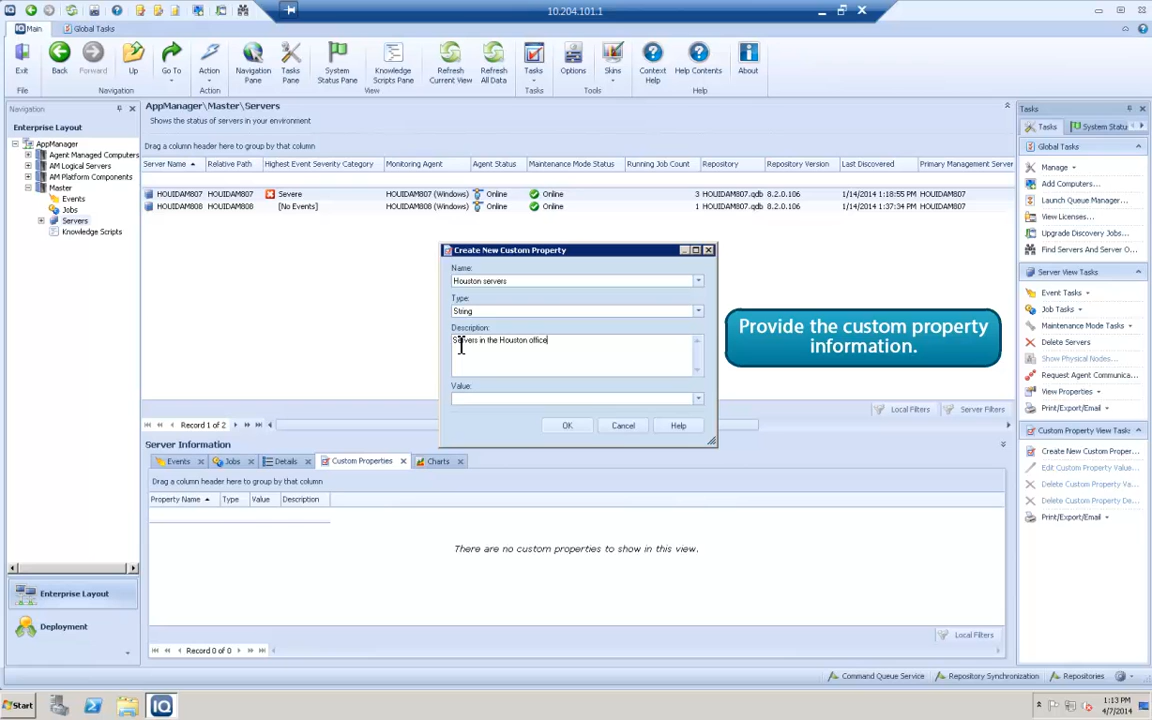 10.204.101.1
Main
Global Tasks
Exit
Back
Forward
Up
Go To
Action
Navigation Pane
Tasks Pane
System Status Pane
Knowledge Scripts Pane
Refresh Current View
Refresh All Data
Tasks
Options
Skins
Context Help
Help Contents
About
File
Navigation
Action
View
Tasks
Tools
Help
Navigation
Enterprise Layout
AppManager
Agent Managed Computers
AM Logical Servers
AM Platform Components
Master
Events
Jobs
Servers
Knowledge Scripts
Enterprise Layout
Deployment
AppManager\Master\Servers
Shows the status of servers in your environment
Drag a column header here to group by that column
Server Name Relative Path Highest Event Severity Category Monitoring Agent Agent Status Maintenance Mode Status Running Job Count Repository Repository Version Last Discovered Primary Management Server
HOUIDAM807 HOUIDAM807 Severe HOUIDAM807 (Windows) Online Online 3 HOUIDAM807.qdb 8.2.0.106 1/14/2014 1:18:55 PM HOUIDAM807
HOUIDAM808 HOUIDAM808 [No Events] HOUIDAM808 (Windows) Online Online 1 HOUIDAM807.qdb 8.2.0.106 1/14/2014 1:37:34 PM HOUIDAM807
Create New Custom Property
Name:
Houston servers
Type:
String
Description:
Servers in the Houston office
Value:
OK
Cancel
Help
Provide the custom property
information.
Local Filters
Server Filters
Record 1 of 2
Server Information
Events
Jobs
Details
Custom Properties
Charts
Drag a column header here to group by that column
Property Name Type Value Description
There are no custom properties to show in this view.
Local Filters
Record 0 of 0
Tasks
Tasks
System Statu
Global Tasks
Manage
Add Computers...
Launch Queue Manager...
View Licenses...
Upgrade Discovery Jobs...
Find Servers And Server O...
Server View Tasks
Event Tasks
Job Tasks
Maintenance Mode Tasks
Delete Servers
Show Physical Nodes...
Request Agent Communica...
View Properties
Print/Export/Email
Custom Property View Tasks
Create New Custom Proper...
Edit Custom Property Value...
Delete Custom Property Va...
Delete Custom Property De...
Print/Export/Email
Command Queue Service
Repository Synchronization
Repositories
Start
1:13 PM
4/7/2014